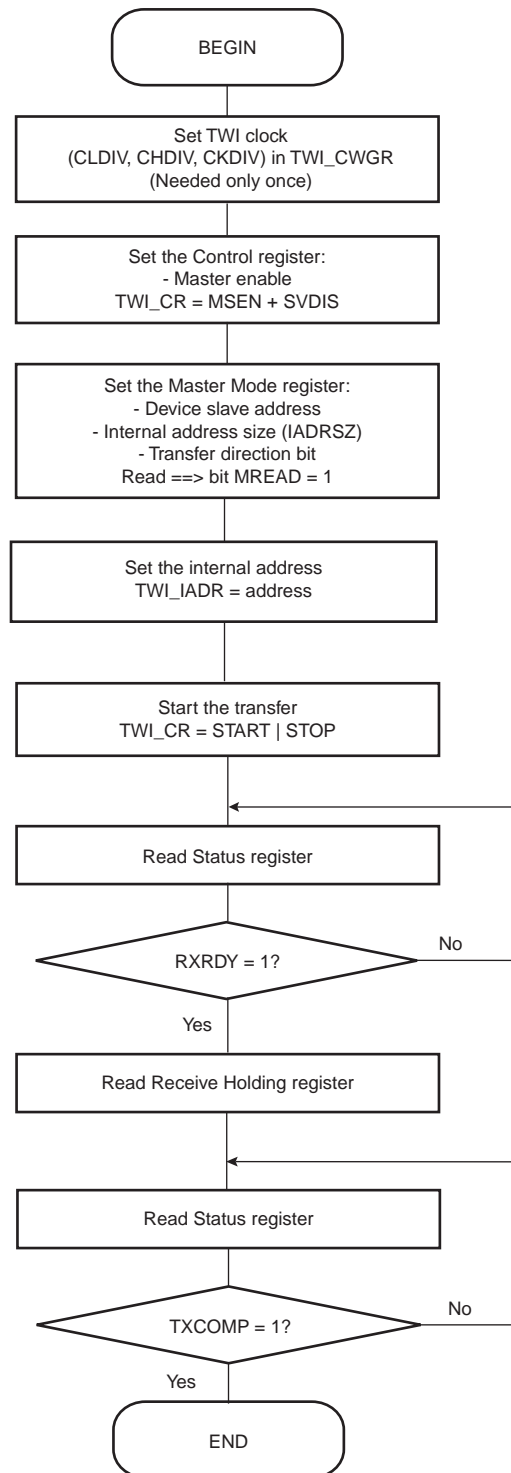 BEGIN
Set TWI clock
(CLDIV, CHDIV, CKDIV) in TWI_CWGR
(Needed only once)
Set the Control register:
- Master enable
TWI_CR = MSEN + SVDIS
Set the Master Mode register:
- Device slave address
- Internal address size (IADRSZ)
- Transfer direction bit
Read ==> bit MREAD = 1
Set the internal address
TWI_IADR = address
Start the transfer
TWI_CR = START | STOP
Read Status register
RXRDY = 1?
No
Yes
Read Receive Holding register
Read Status register
TXCOMP = 1?
No
Yes
END